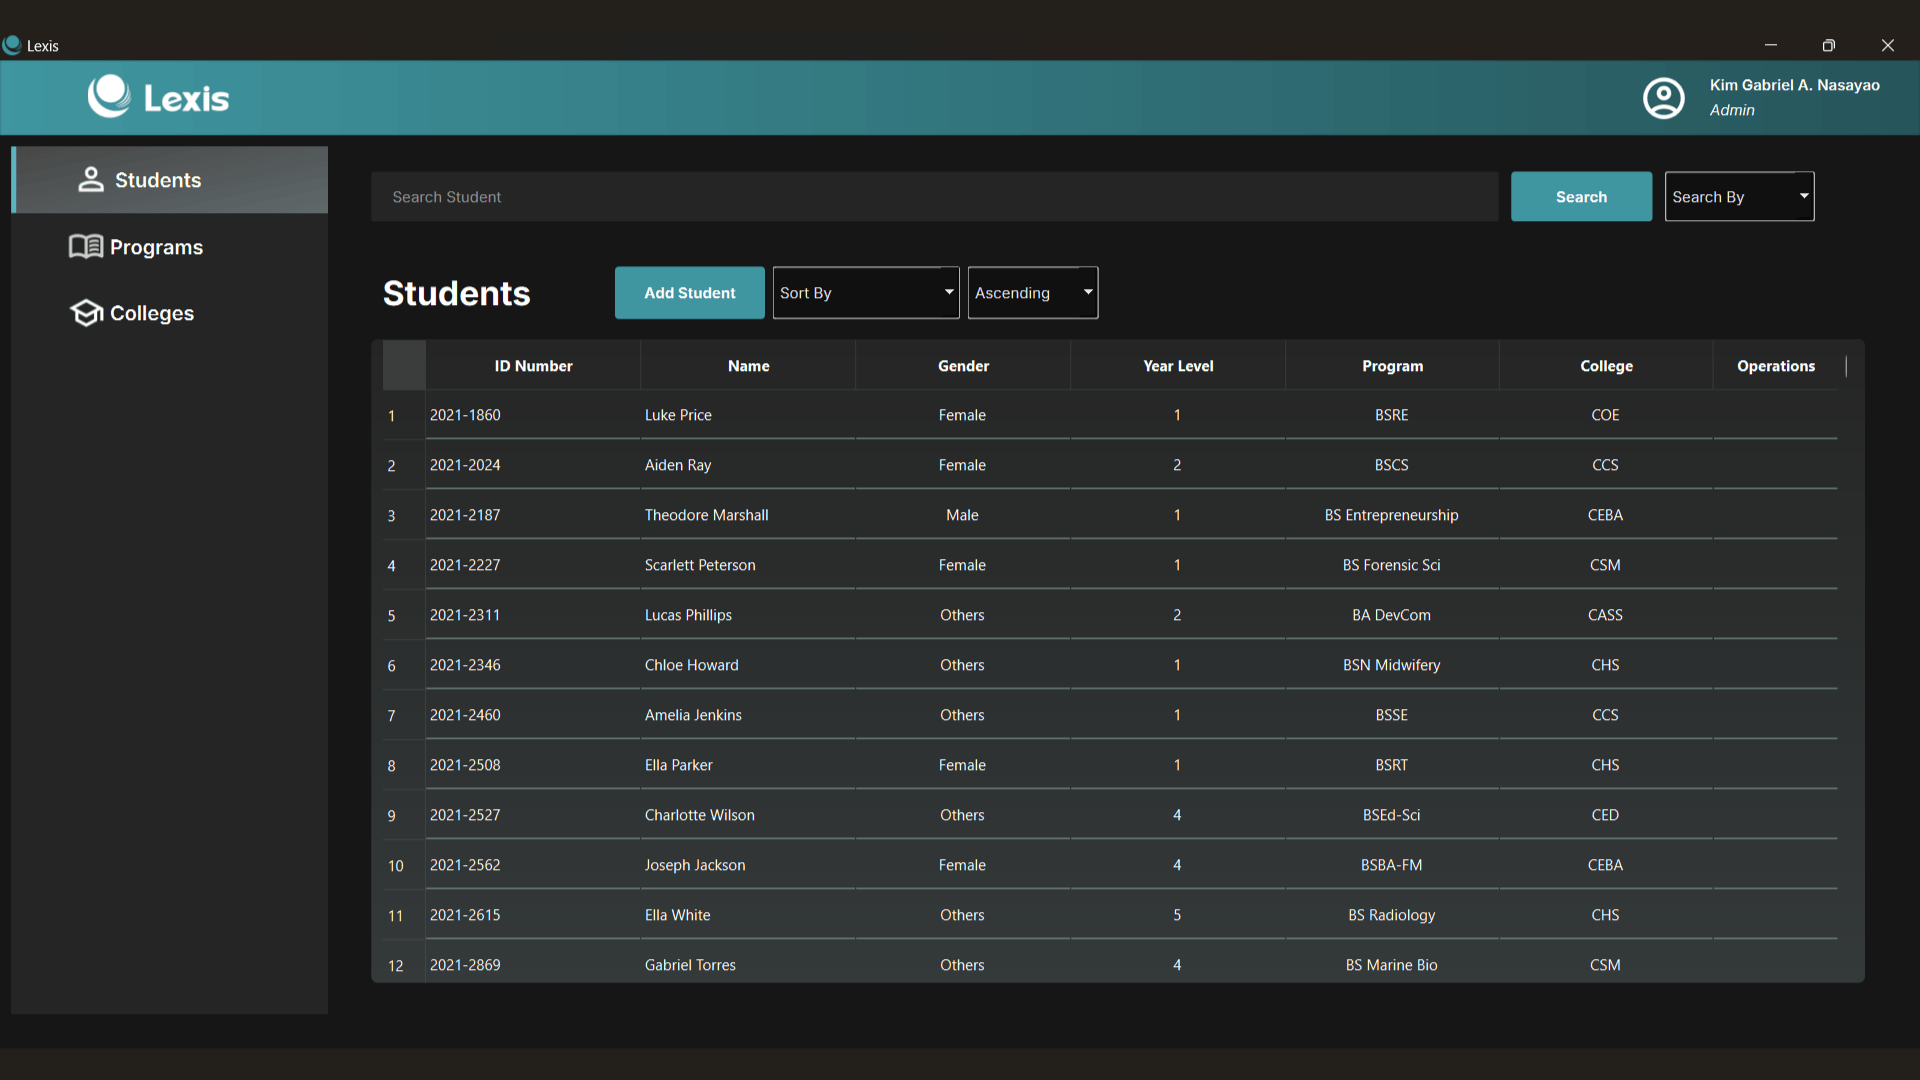 Lexis
Lexis
Kim Gabriel A. Nasayao
Admin
Students
Programs
Colleges
Search Student
Search
Search By
Students
Add Student
Sort By
Ascending
ID Number Name Gender Year Level Program College Operations
1 2021-1860 Luke Price Female 1 BSRE COE
2 2021-2024 Aiden Ray Female 2 BSCS CCS
3 2021-2187 Theodore Marshall Male 1 BS Entrepreneurship CEBA
4 2021-2227 Scarlett Peterson Female 1 BS Forensic Sci CSM
5 2021-2311 Lucas Phillips Others 2 BA DevCom CASS
6 2021-2346 Chloe Howard Others 1 BSN Midwifery CHS
7 2021-2460 Amelia Jenkins Others 1 BSSE CCS
8 2021-2508 Ella Parker Female 1 BSRT CHS
9 2021-2527 Charlotte Wilson Others 4 BSEd-Sci CED
10 2021-2562 Joseph Jackson Female 4 BSBA-FM CEBA
11 2021-2615 Ella White Others 5 BS Radiology CHS
12 2021-2869 Gabriel Torres Others 4 BS Marine Bio CSM